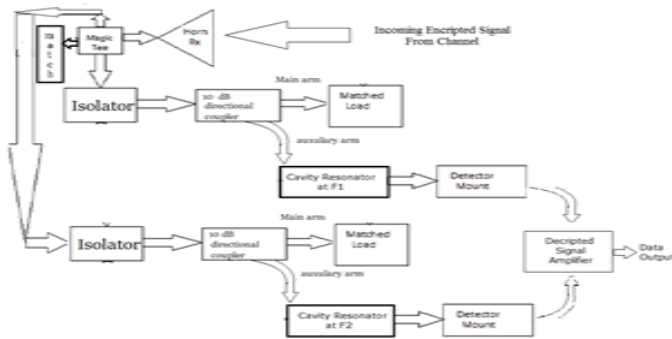 Incoming Encripted Signal
From Channel
Horn
Rx
Magic
Tee
Isolator
10 dB
directional
coupler
Main arm
Matched
Load
auxulary arm
Cavity Resonator
at F1
Detector
Mount
Isolator
10 dB
directional
coupler
Main arm
Matched
Load
auxulary arm
Cavity Resonator
at F2
Detector
Mount
Decripted
Signal
Amplifier
Data
Output